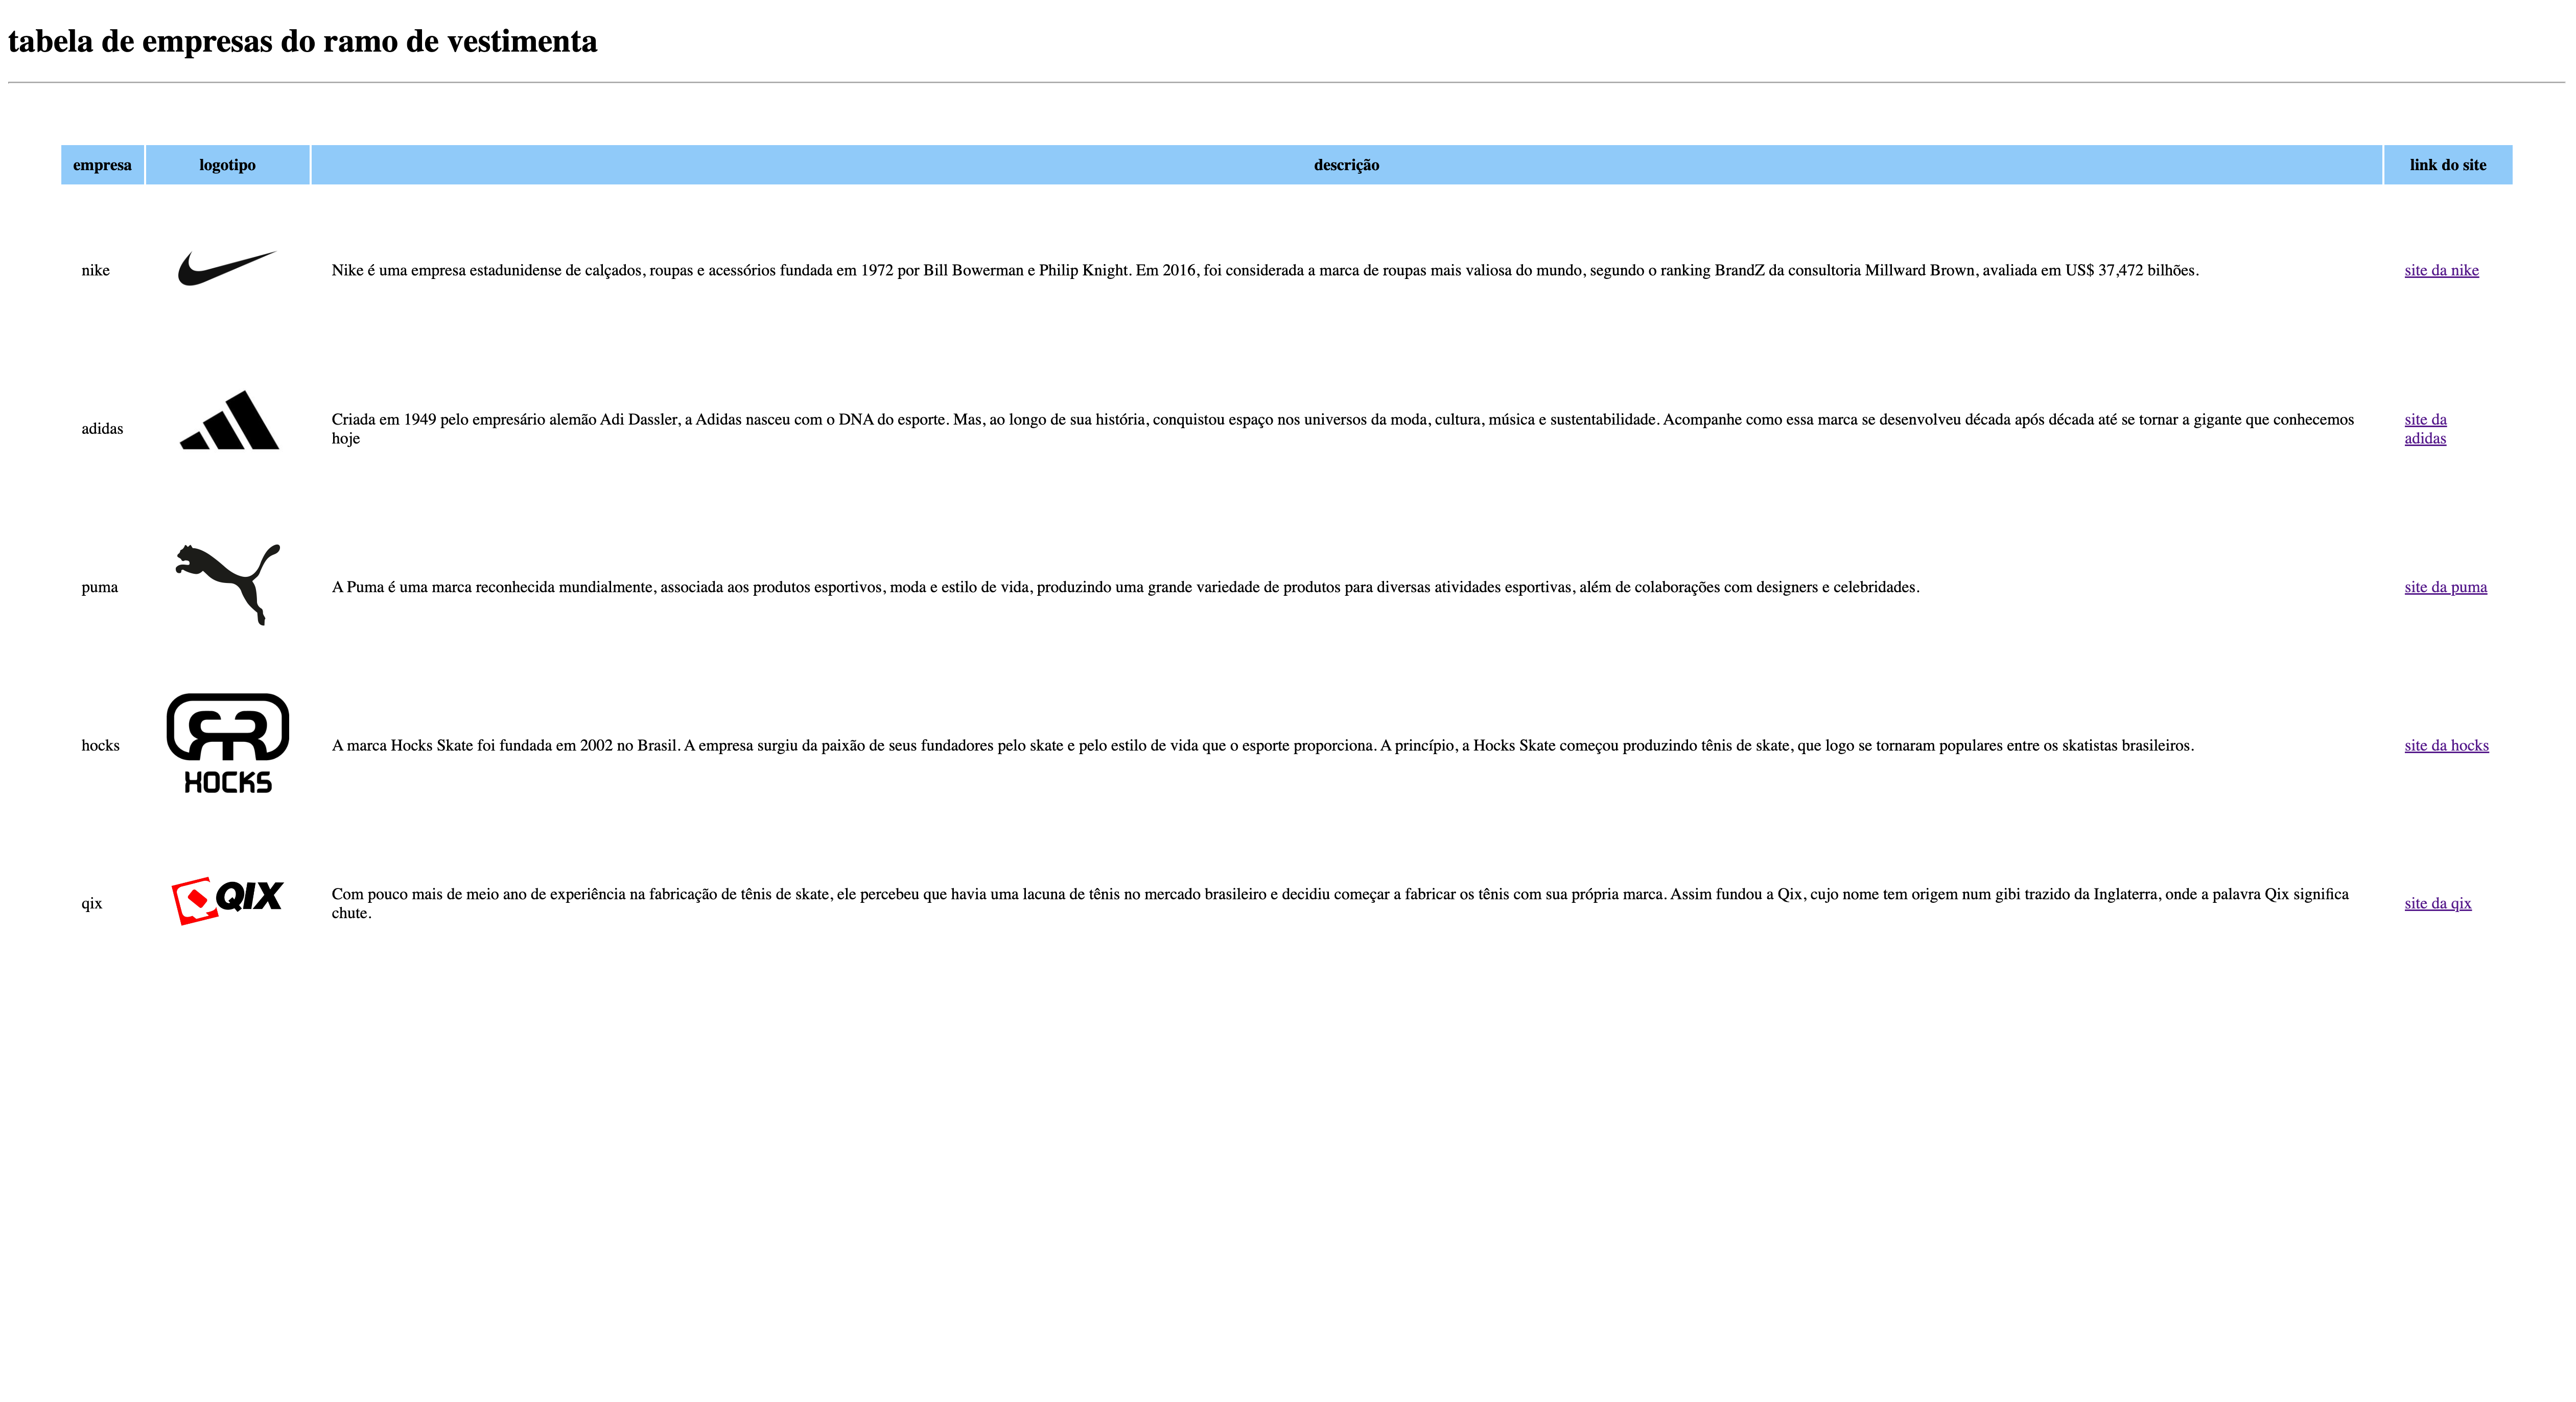 tabela de empresas do ramo de vestimenta
empresa logotipo descrição link do site
nike Nike é uma empresa estadunidense de calçados, roupas e acessórios fundada em 1972 por Bill Bowerman e Philip Knight. Em 2016, foi considerada a marca de roupas mais valiosa do mundo, segundo o ranking BrandZ da consultoria Millward Brown, avaliada em US$ 37,472 bilhões. site da nike
adidas Criada em 1949 pelo empresário alemão Adi Dassler, a Adidas nasceu com o DNA do esporte. Mas, ao longo de sua história, conquistou espaço nos universos da moda, cultura, música e sustentabilidade. Acompanhe como essa marca se desenvolveu década após década até se tornar a gigante que conhecemos
hoje
site da
adidas
puma A Puma é uma marca reconhecida mundialmente, associada aos produtos esportivos, moda e estilo de vida, produzindo uma grande variedade de produtos para diversas atividades esportivas, além de colaborações com designers e celebridades. site da puma
hocks A marca Hocks Skate foi fundada em 2002 no Brasil. A empresa surgiu da paixão de seus fundadores pelo skate e pelo estilo de vida que o esporte proporciona. A princípio, a Hocks Skate começou produzindo tênis de skate, que logo se tornaram populares entre os skatistas brasileiros. site da hocks
HOCKS
qix QIX Com pouco mais de meio ano de experiência na fabricação de tênis de skate, ele percebeu que havia uma lacuna de tênis no mercado brasileiro e decidiu começar a fabricar os tênis com sua própria marca. Assim fundou a Qix, cujo nome tem origem num gibi trazido da Inglaterra, onde a palavra Qix significa
chute.
site da qix